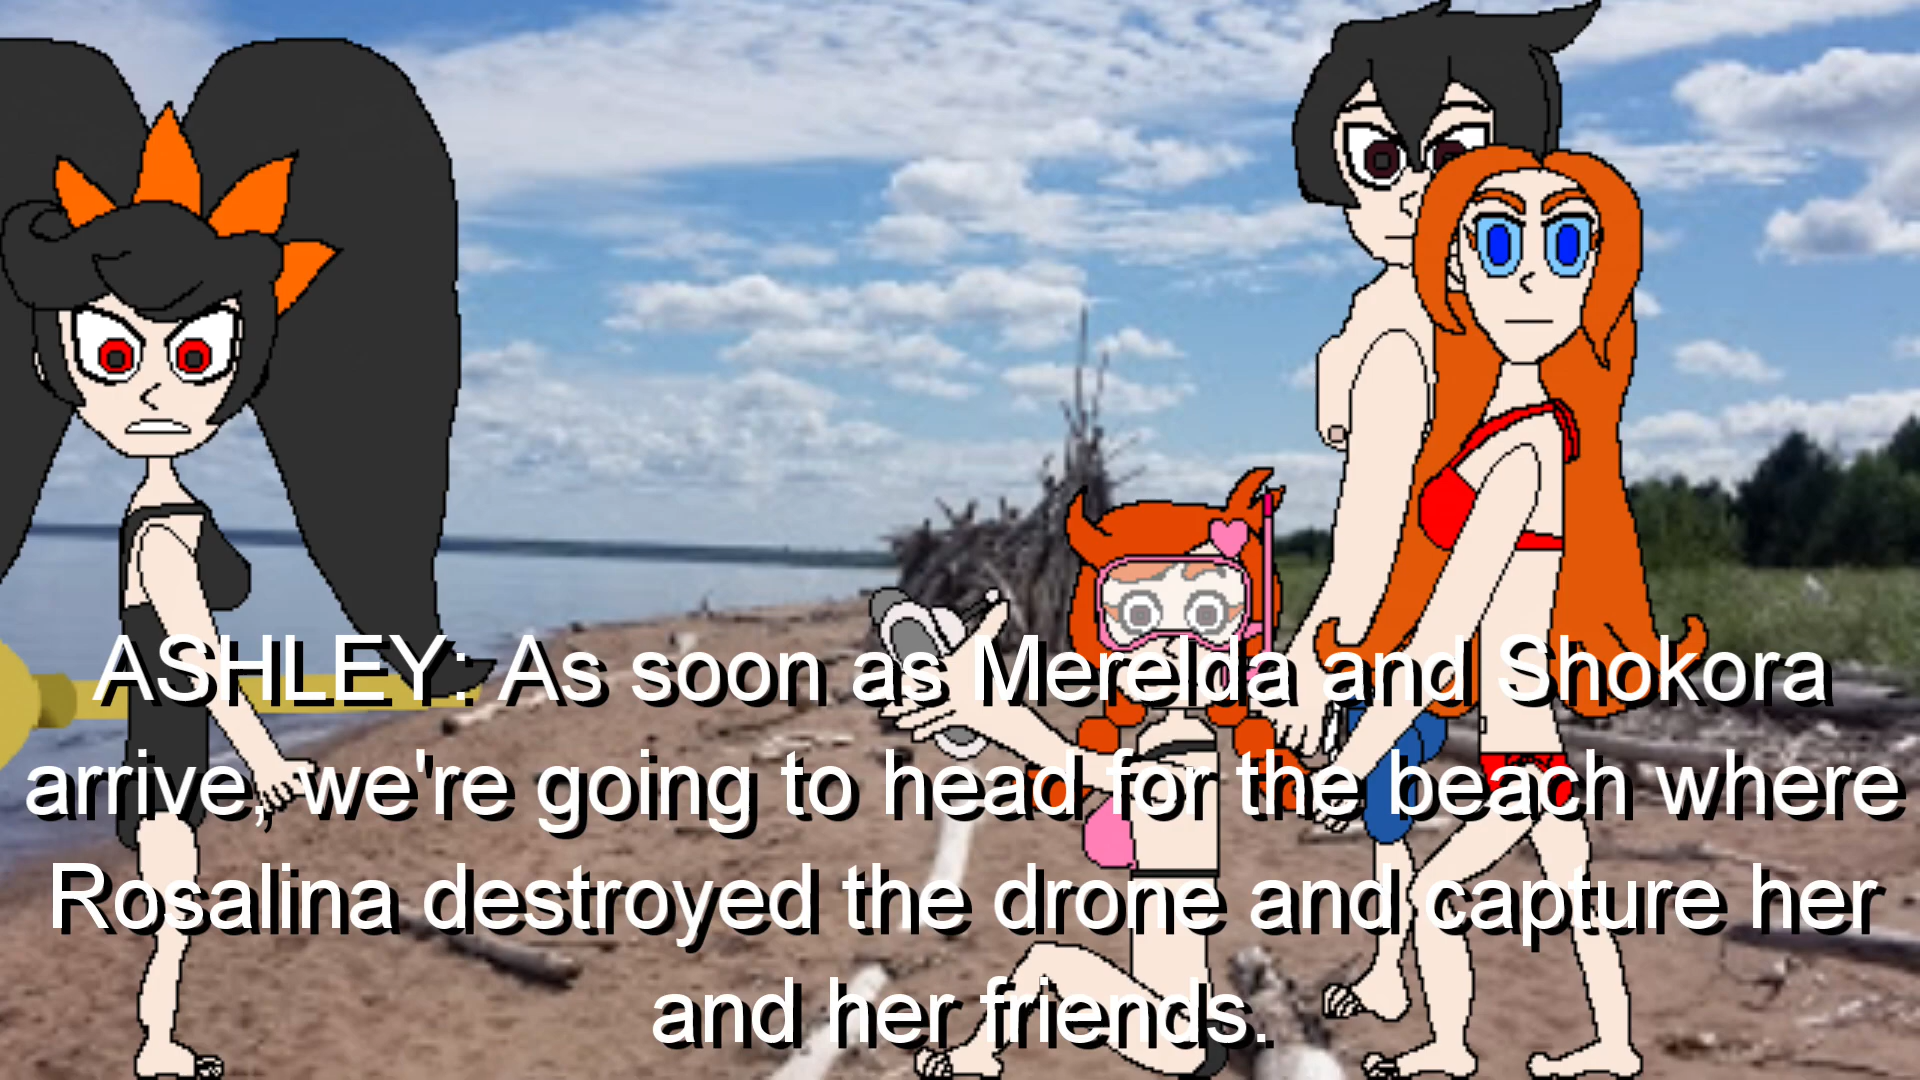 ASHLEY: As soon as Merelda and Shokora
arrive, we're going to head for the beach where
Rosalina destroyed the drone and capture her
and her friends.